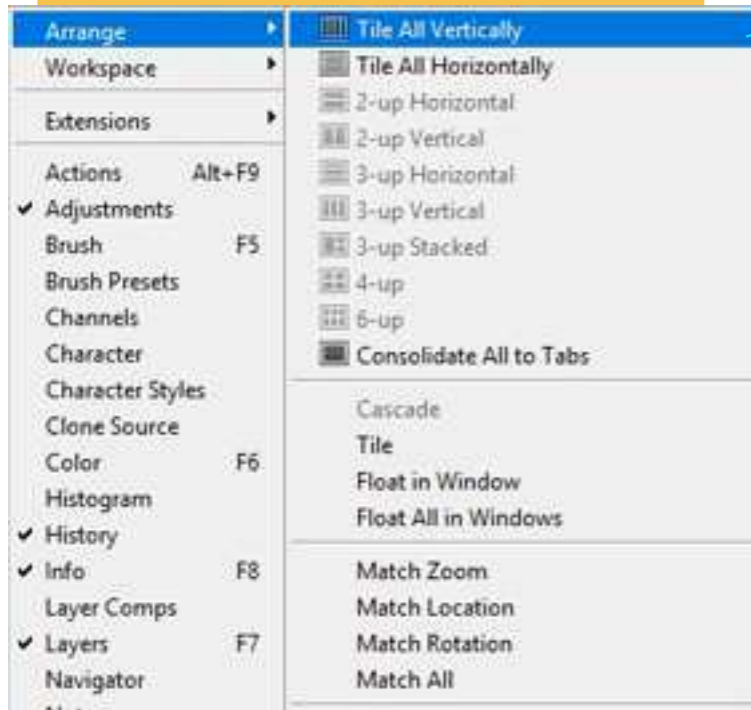 Arrange
Workspace
Extensions
Actions Alt+F9
Adjustments
Brush F5
Brush Presets
Channels
Character
Character Styles
Clone Source
Color F6
Histogram
History
Info F8
Layer Comps
Layers F7
Navigator
Tile All Vertically
Tile All Horizontally
2-up Horizontal
2-up Vertical
3-up Horizontal
3-up Vertical
3-up Stacked
4-up
6-up
Consolidate All to Tabs
Cascade
Tile
Float in Window
Float All in Windows
Match Zoom
Match Location
Match Rotation
Match All